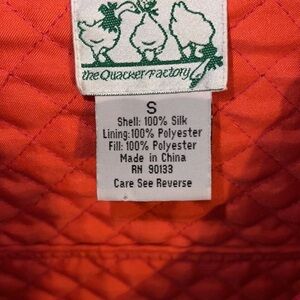 the Quacker Factory
S
Shell: 100% Silk
Lining:100% Polyester
Fill: 100% Polyester
Made in China
RN 90133
Care See Reverse